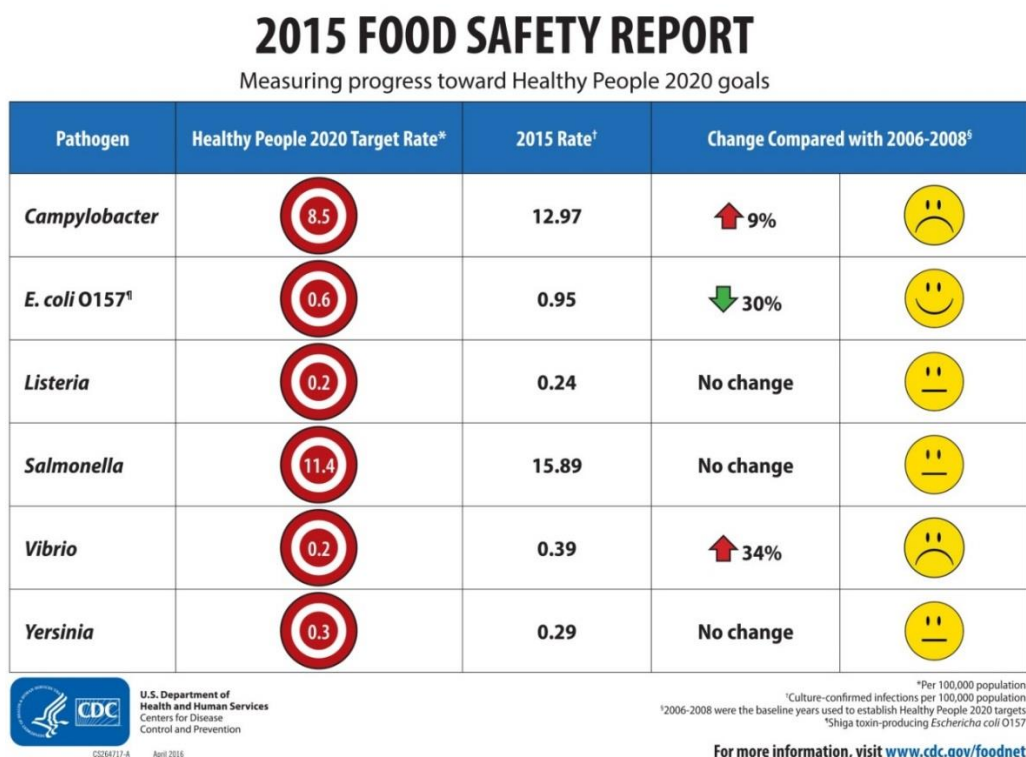 2015 FOOD SAFETY REPORT
Measuring progress toward Healthy People 2020 goals
Pathogen Healthy People 2020 Target Rate* 2015 Rate† Change Compared with 2006-2008§
Campylobacter 8.5 12.97 9%
E. coli O157¶ 0.6 0.95 30%
Listeria 0.2 0.24 No change
Salmonella 11.4 15.89 No change
Vibrio 0.2 0.39 34%
Yersinia 0.3 0.29 No change
CDC
U.S. Department of
Health and Human Services
Centers for Disease
Control and Prevention
CS264717-A April 2016
*Per 100,000 population
†Culture-confirmed infections per 100,000 population
§2006-2008 were the baseline years used to establish Healthy People 2020 targets
¶Shiga toxin-producing Escherichia coli O157
For more information, visit www.cdc.gov/foodnet